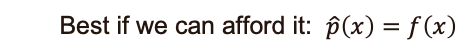 Best if we can afford it: p̂(x) = f(x)